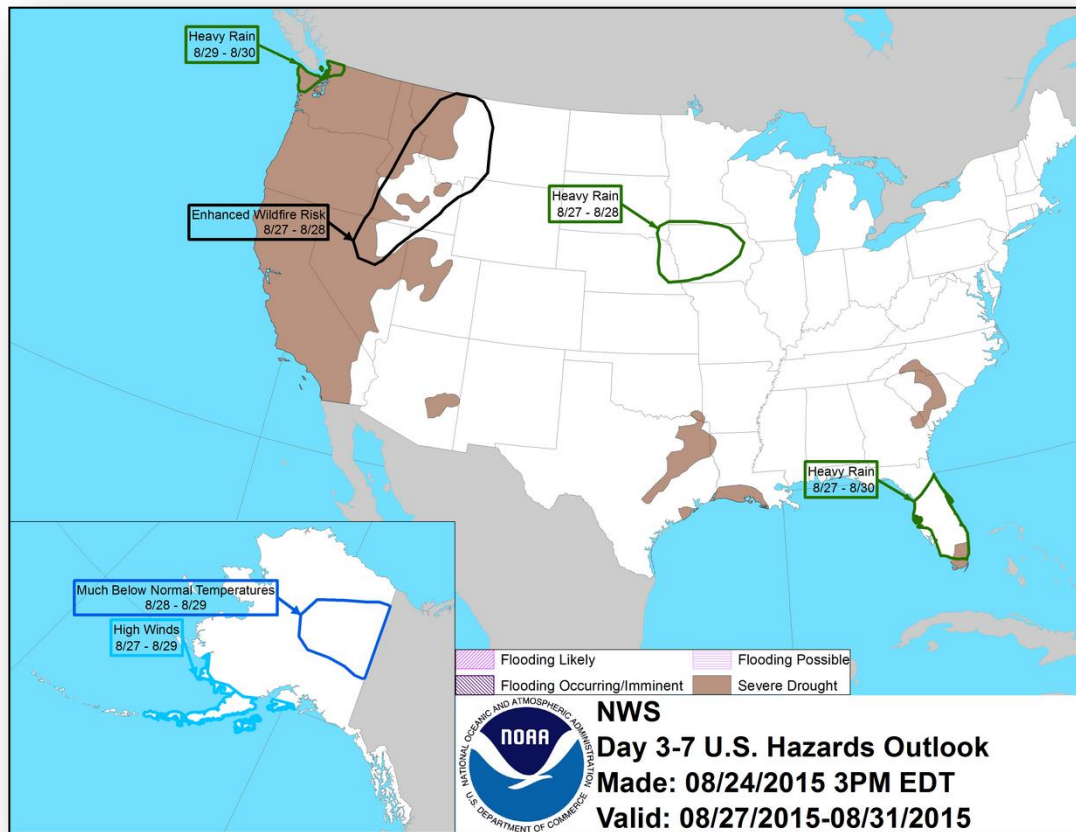 Heavy Rain
8/29 - 8/30
Enhanced Wildfire Risk
8/27 - 8/28
Heavy Rain
8/27 - 8/28
Heavy Rain
8/27 - 8/30
Much Below Normal Temperatures
8/28 - 8/29
High Winds
8/27 - 8/29
Flooding Likely
Flooding Possible
Flooding Occurring/Imminent
Severe Drought
NATIONAL OCEANIC AND ATMOSPHERIC ADMINISTRATION
NOAA
U.S. DEPARTMENT OF COMMERCE
NWS
Day 3-7 U.S. Hazards Outlook
Made: 08/24/2015 3PM EDT
Valid: 08/27/2015-08/31/2015